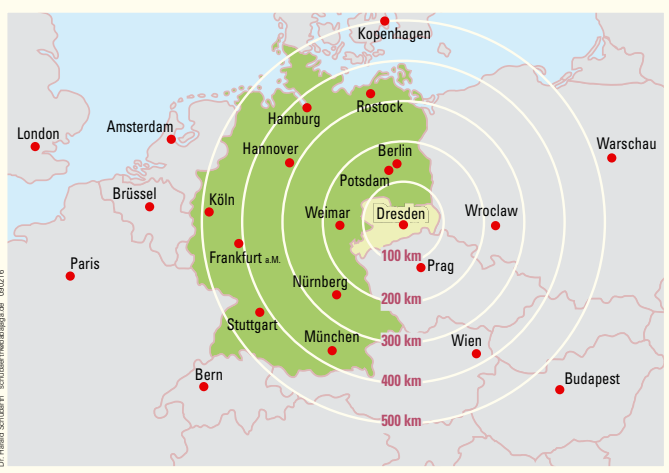 Kopenhagen
Rostock
Hamburg
London
Amsterdam
Hannover
Berlin
Warschau
Potsdam
Brüssel
Köln
Weimar
Dresden
Wroclaw
Frankfurt a.M.
100 km
Paris
Prag
Nürnberg
200 km
Stuttgart
München
300 km
Wien
Bern
400 km
Budapest
500 km